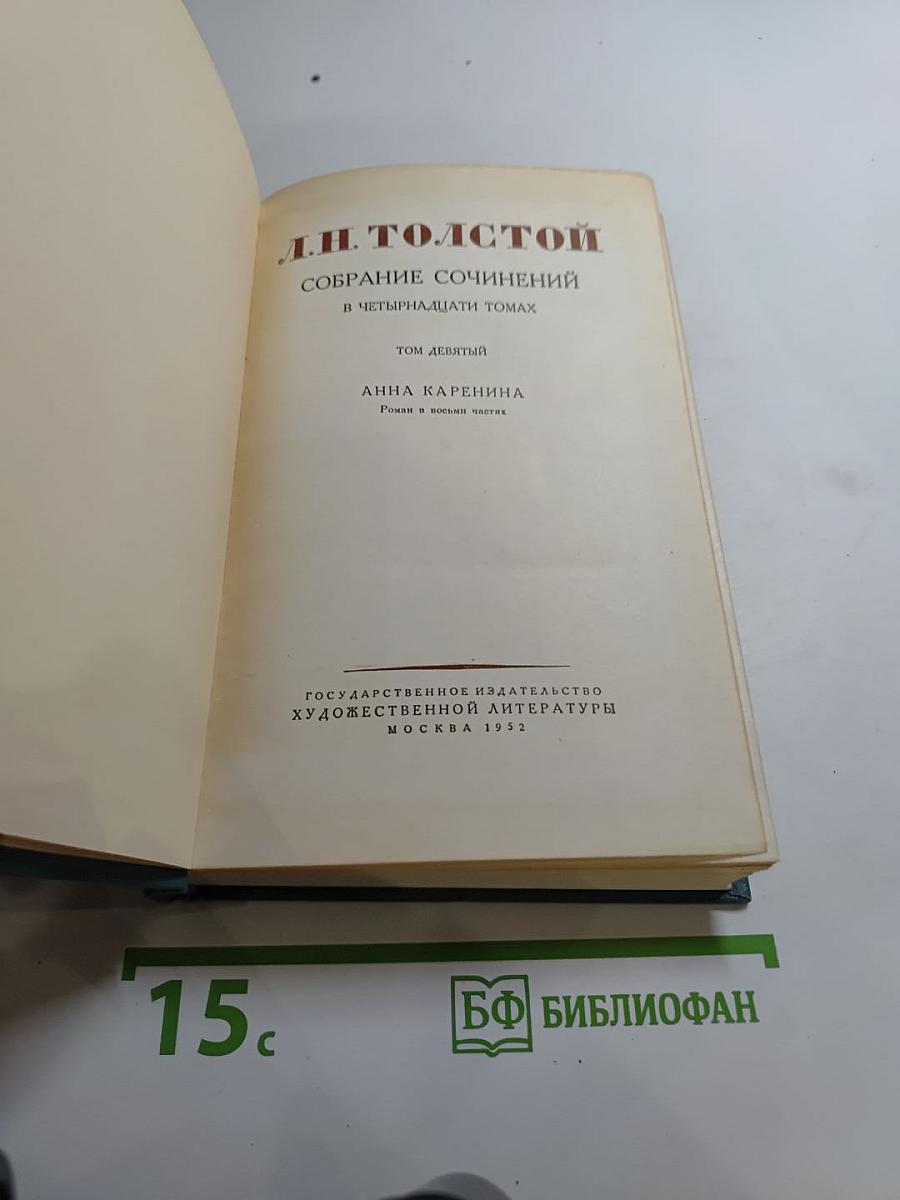 Л.Н. ТОЛСТОЙ
СОБРАНИЕ СОЧИНЕНИЙ
В ЧЕТЫРНАДЦАТИ ТОМАХ
ТОМ ДЕВЯТЫЙ
АННА КАРЕНИНА
Роман в восьми частях
ГОСУДАРСТВЕННОЕ ИЗДАТЕЛЬСТВО
ХУДОЖЕСТВЕННОЙ ЛИТЕРАТУРЫ
МОСКВА 1952
15 с
БФ БИБЛИОФАН